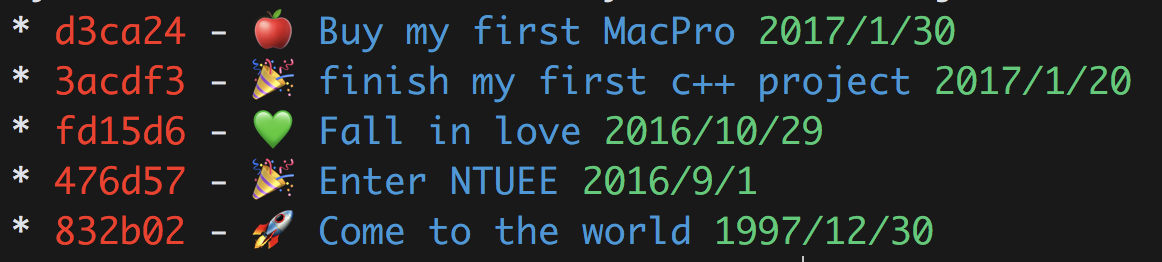 * d3ca24 - 🍎 Buy my first MacPro 2017/1/30
* 3acdf3 - 🎉 finish my first c++ project 2017/1/20
* fd15d6 - 💚 Fall in love 2016/10/29
* 476d57 - 🎉 Enter NTUEE 2016/9/1
* 832b02 - 🚀 Come to the world 1997/12/30